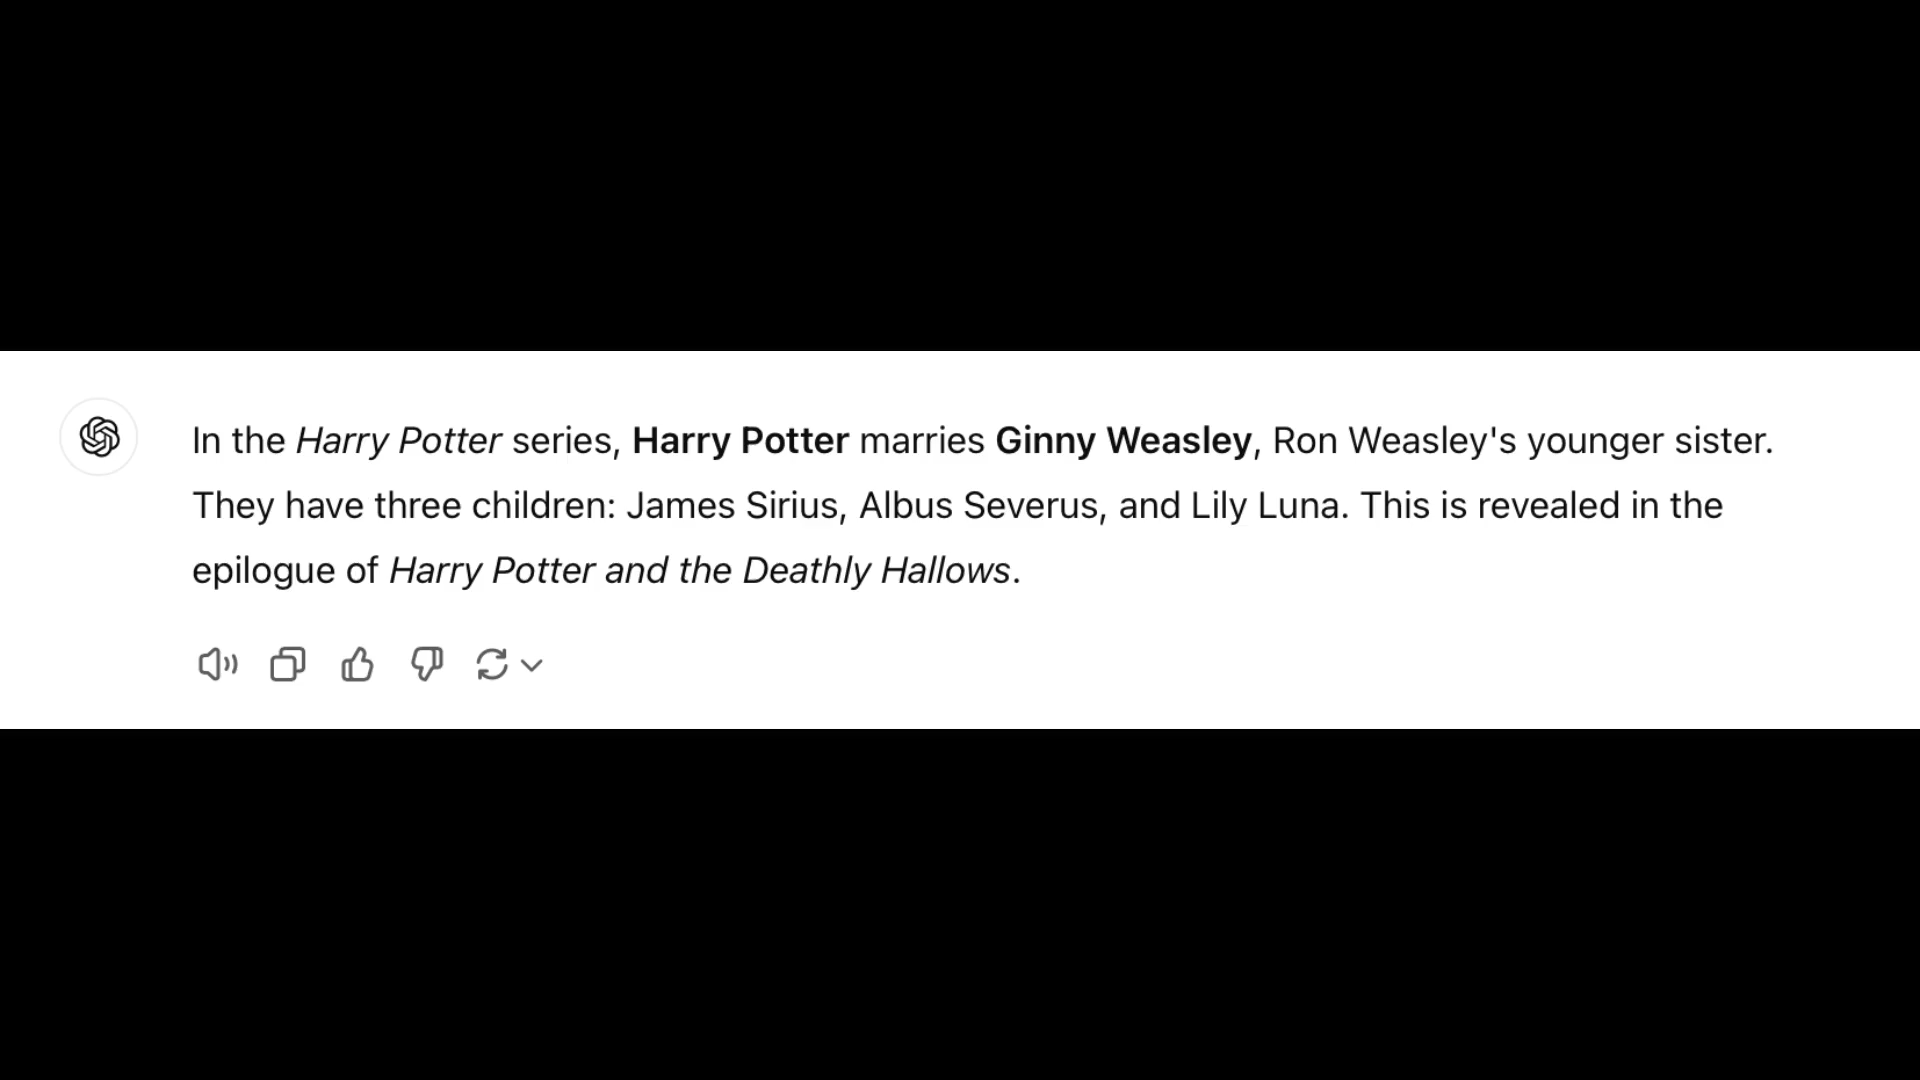 In the Harry Potter series, Harry Potter marries Ginny Weasley, Ron Weasley's younger sister.
They have three children: James Sirius, Albus Severus, and Lily Luna. This is revealed in the
epilogue of Harry Potter and the Deathly Hallows.